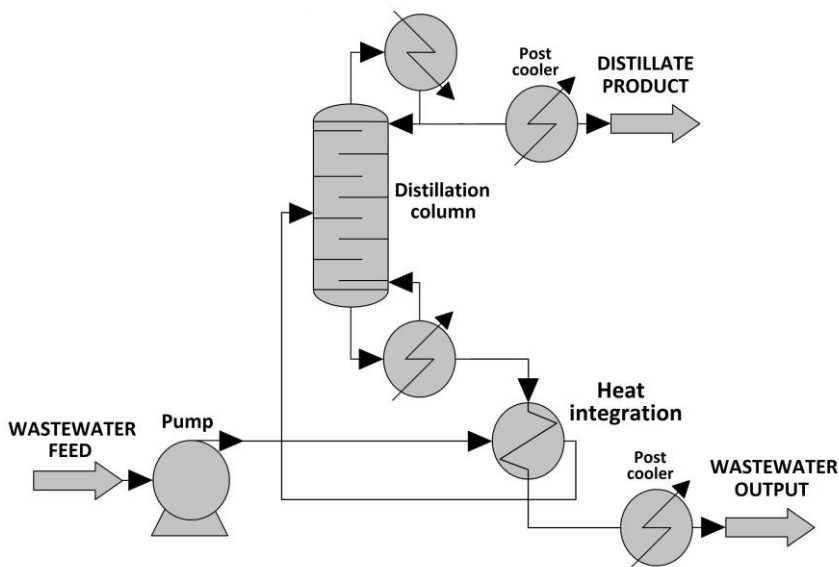 Post
cooler
DISTILLATE
PRODUCT
Distillation
column
Heat
integration
Pump
WASTEWATER
FEED
Post
cooler
WASTEWATER
OUTPUT